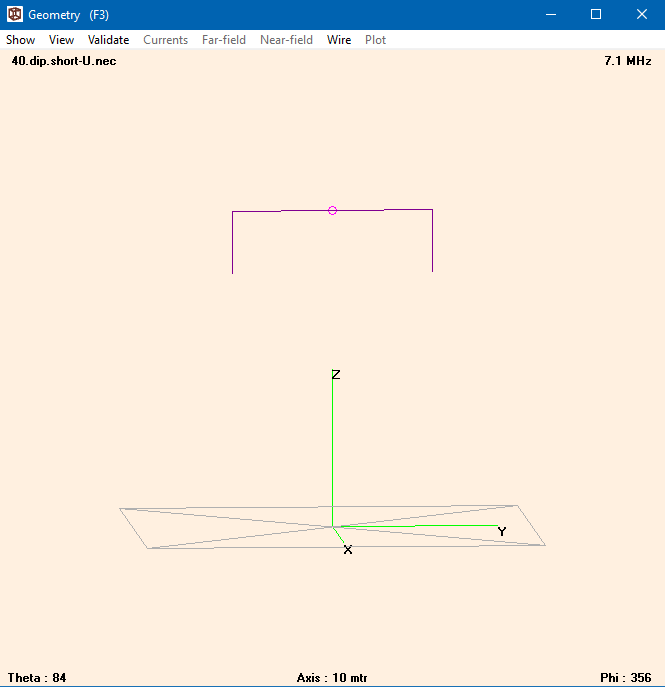 Geometry (F3)
Show View Validate Currents Far-field Near-field Wire Plot
40.dip.short-U.nec 7.1 MHz
Z
Y
X
Theta : 84 Axis : 10 mtr Phi : 356